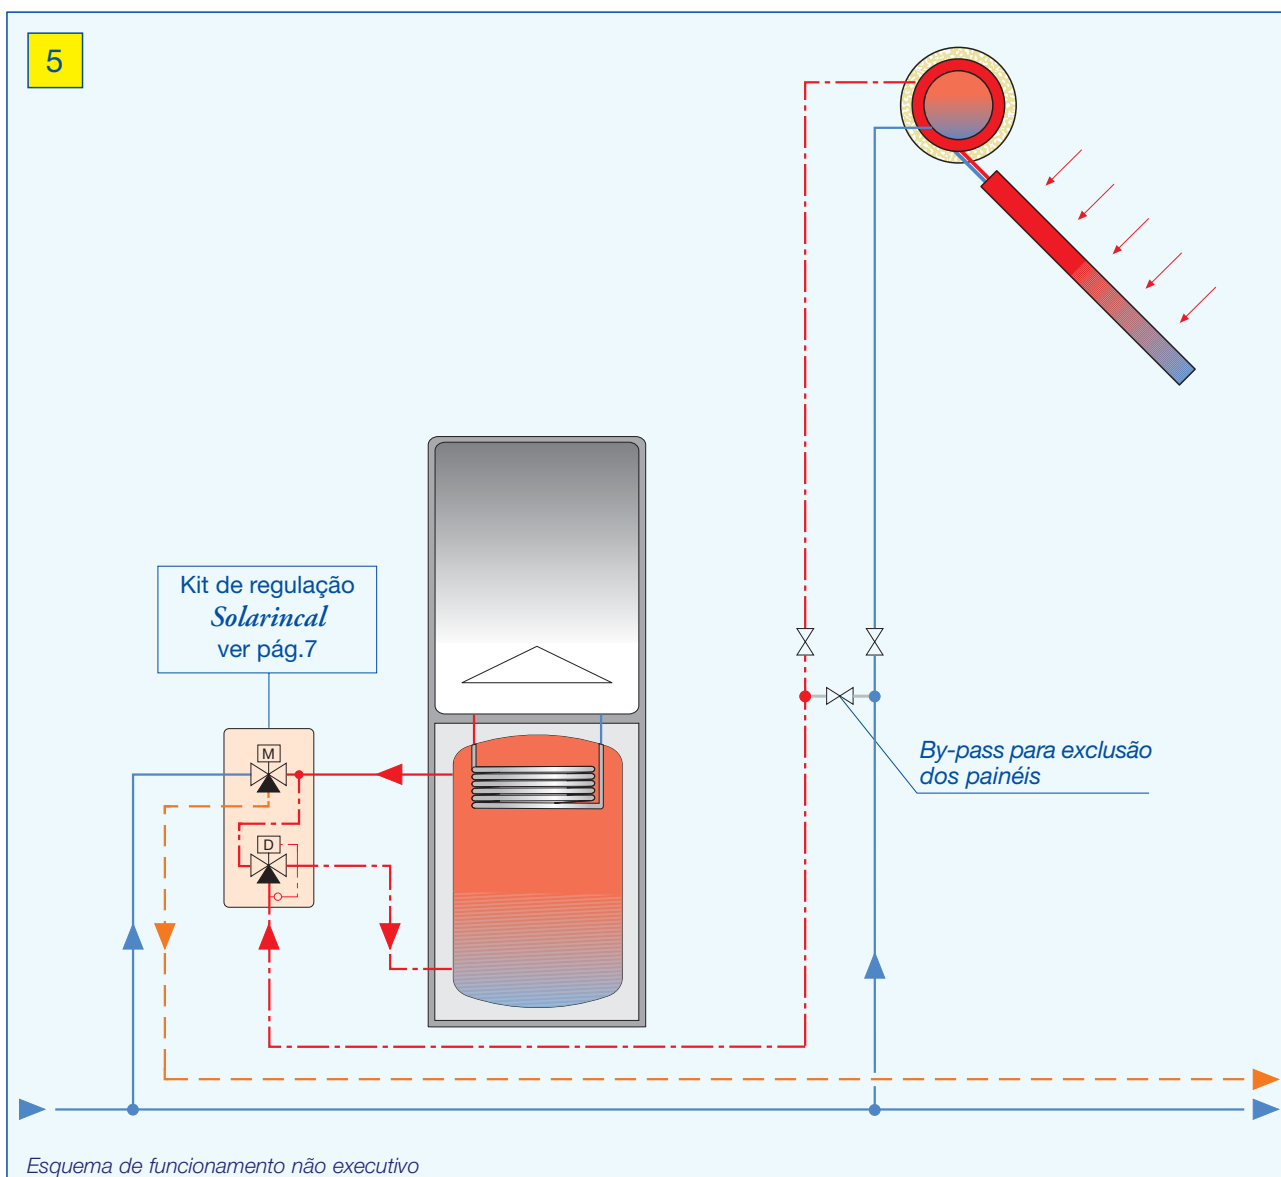 5
Kit de regulação
Solarincal
ver pág.7
M
D
By-pass para exclusão
dos painéis
Esquema de funcionamento não executivo